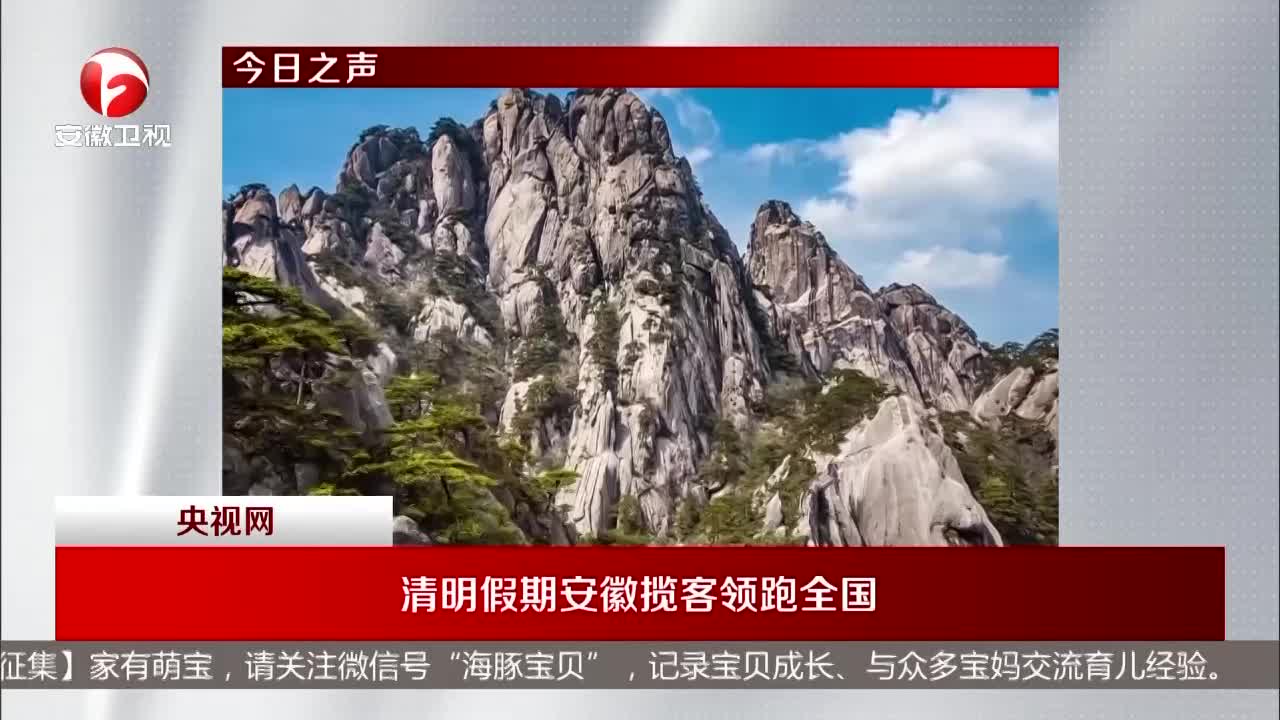 今日之声
安徽卫视
央视网
清明假期安徽揽客领跑全国
征集】家有萌宝，请关注微信号“海豚宝贝”，记录宝贝成长、与众多宝妈交流育儿经验。